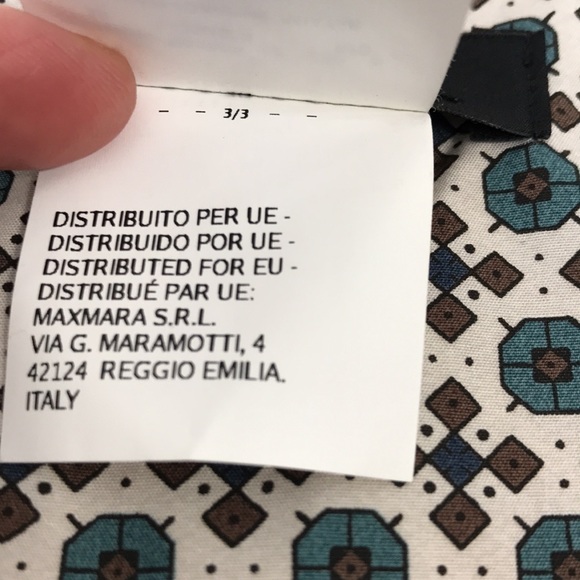 - - 3/3 - -
DISTRIBUITO PER UE -
DISTRIBUIDO POR UE -
DISTRIBUTED FOR EU -
DISTRIBUÉ PAR UE:
MAXMARA S.R.L.
VIA G. MARAMOTTI, 4
42124 REGGIO EMILIA.
ITALY